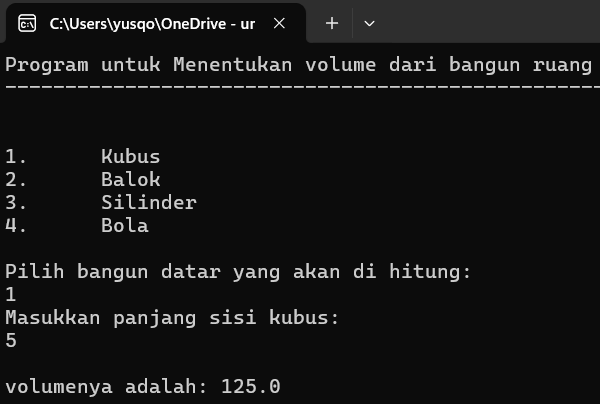 C:\Users\yusqo\OneDrive - ur
Program untuk Menentukan volume dari bangun ruang
--------------------------------------------------
1. Kubus
2. Balok
3. Silinder
4. Bola
Pilih bangun datar yang akan di hitung:
1
Masukkan panjang sisi kubus:
5
volumenya adalah: 125.0